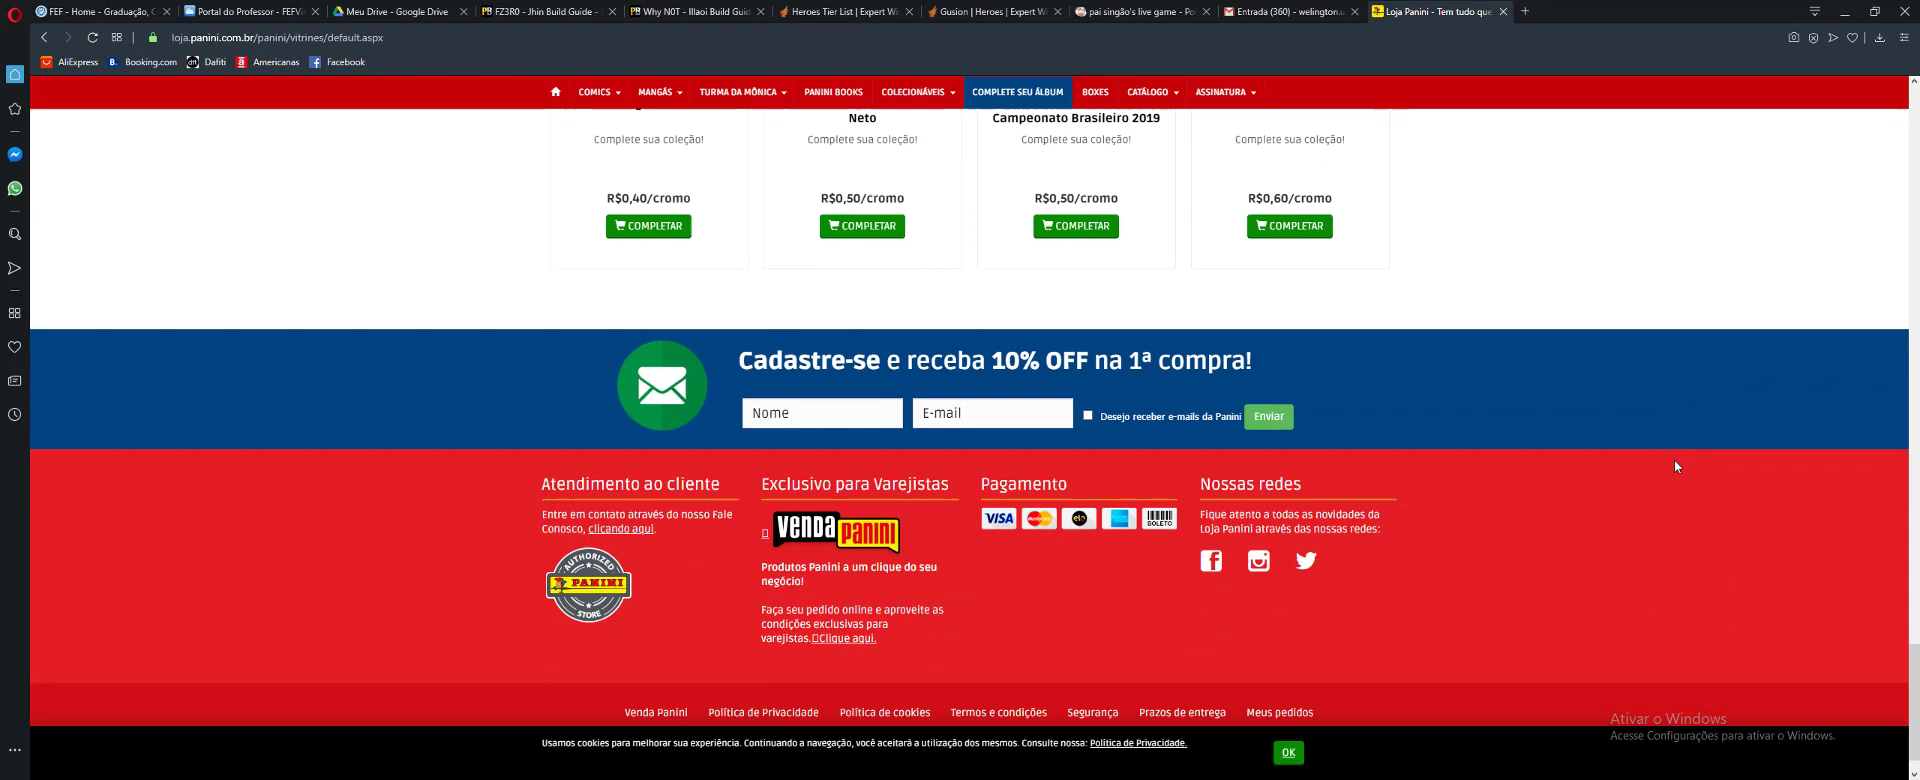 FEF - Home - Graduação, C
Portal do Professor - FEFVi
Meu Drive - Google Drive
FZ3R0 - Jhin Build Guide -
Why N0T - Illaoi Build Guid
Heroes Tier List | Expert Wi
Gusion | Heroes | Expert Wi
pai singão's live game - Po
Entrada (360) - welington.u
Loja Panini - Tem tudo que
loja.panini.com.br/panini/vitrines/default.aspx
AliExpress
B. Booking.com
Dafiti
Americanas
Facebook
COMICS
MANGÁS
TURMA DA MÔNICA
PANINI BOOKS
COLECIONÁVEIS
COMPLETE SEU ÁLBUM
BOXES
CATÁLOGO
ASSINATURA
Neto
Campeonato Brasileiro 2019
Complete sua coleção!
Complete sua coleção!
Complete sua coleção!
Complete sua coleção!
R$0,40/cromo
R$0,50/cromo
R$0,50/cromo
R$0,60/cromo
COMPLETAR
COMPLETAR
COMPLETAR
COMPLETAR
Cadastre-se e receba 10% OFF na 1ª compra!
Nome
E-mail
Desejo receber e-mails da Panini
Enviar
Atendimento ao cliente
Entre em contato através do nosso Fale
Conosco, clicando aqui.
AUTHORIZED
PANINI
STORE
Exclusivo para Varejistas
Venda PANINI
Produtos Panini a um clique do seu
negócio!
Faça seu pedido online e aproveite as
condições exclusivas para
varejistas. Clique aqui.
Pagamento
VISA
MasterCard
elo
BOLETO
Nossas redes
Fique atento a todas as novidades da
Loja Panini através das nossas redes:
Venda Panini
Política de Privacidade
Política de cookies
Termos e condições
Segurança
Prazos de entrega
Meus pedidos
Ativar o Windows
Acesse Configurações para ativar o Windows.
Usamos cookies para melhorar sua experiência. Continuando a navegação, você aceitará a utilização dos mesmos. Consulte nossa: Política de Privacidade.
OK